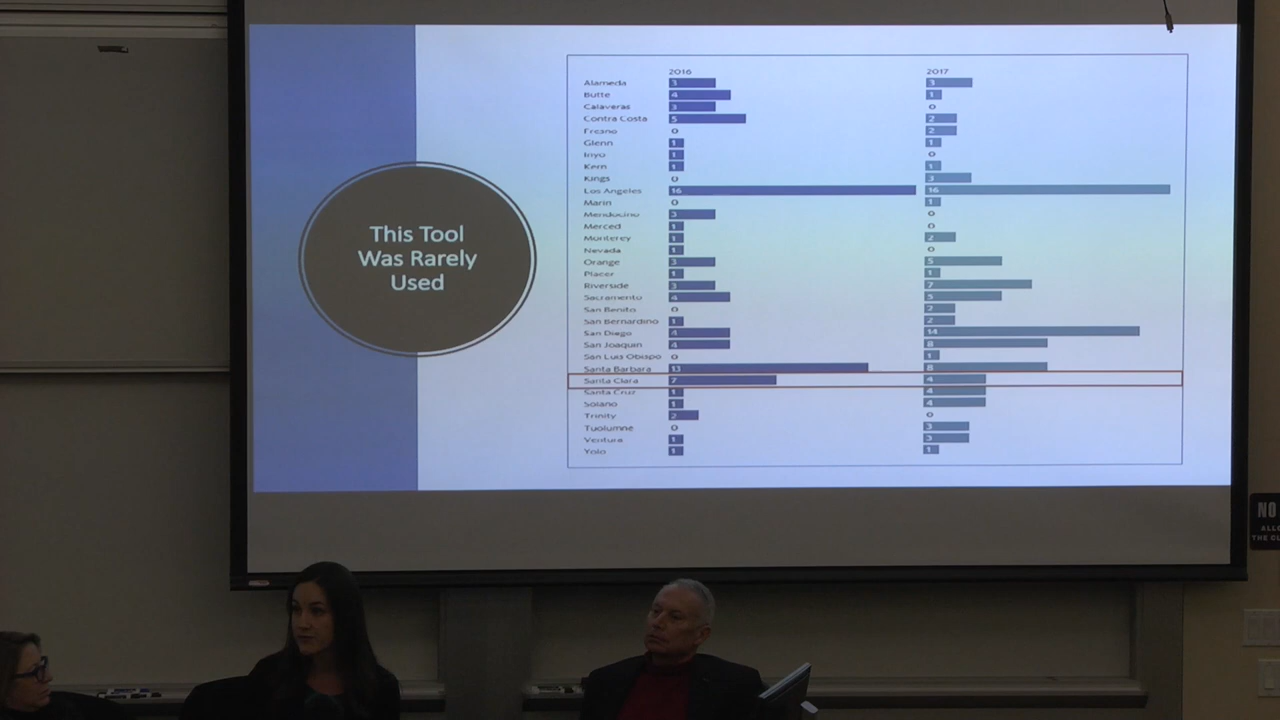 This Tool
Was Rarely
Used
2016 2017
Alameda 3 3
Butte 4 1
Calaveras 3 0
Contra Costa 5 2
Fresno 0 2
Glenn 1 1
Inyo 1 0
Kern 1 1
Kings 0 3
Los Angeles 16 16
Marin 0 1
Mendocino 3 0
Merced 1 0
Monterey 1 2
Nevada 1 0
Orange 3 5
Placer 1 1
Riverside 3 7
Sacramento 4 5
San Benito 0 2
San Bernardino 1 2
San Diego 4 14
San Joaquin 4 8
San Luis Obispo 0 1
Santa Barbara 13 8
Santa Clara 7 4
Santa Cruz 1 4
Solano 1 4
Trinity 2 0
Tuolumne 0 3
Ventura 1 3
Yolo 1 1
NO